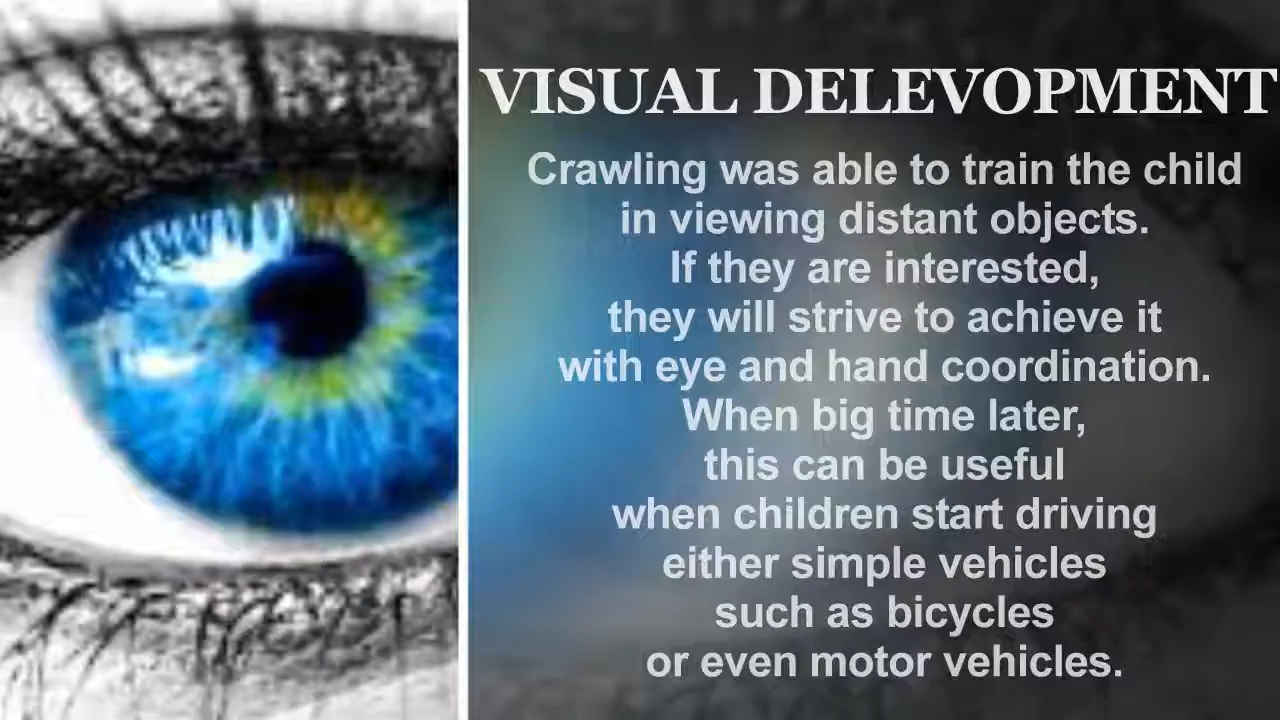 VISUAL DELEVOPMENT
Crawling was able to train the child
in viewing distant objects.
If they are interested,
they will strive to achieve it
with eye and hand coordination.
When big time later,
this can be useful
when children start driving
either simple vehicles
such as bicycles
or even motor vehicles.